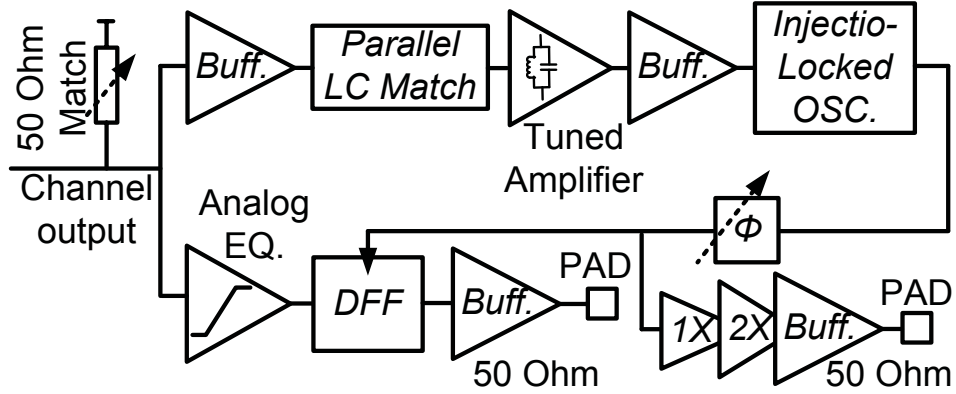 50 Ohm
Match
Buff.
Parallel
LC Match
Tuned
Amplifier
Buff.
Injectio-
Locked
OSC.
Channel
output
Analog
EQ.
DFF
Buff.
PAD
50 Ohm
Φ
1X
2X
Buff.
PAD
50 Ohm